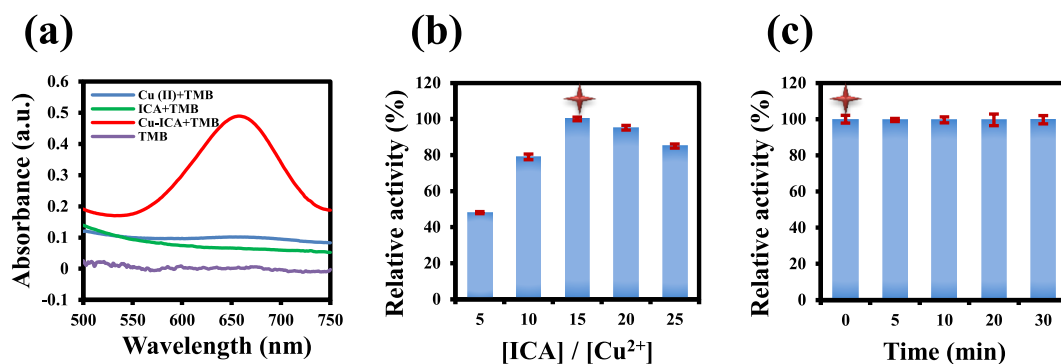 (a)
(b)
(c)
Absorbance (a.u.)
0.6
0.5
0.4
0.3
0.2
0.1
0
-0.1
Cu (II)+TMB
ICA+TMB
Cu-ICA+TMB
TMB
500 550 600 650 700 750
Wavelength (nm)
Relative activity (%)
120
100
80
60
40
20
0
5 10 15 20 25
[ICA] / [Cu²⁺]
Relative activity (%)
120
100
80
60
40
20
0
0 5 10 20 30
Time (min)